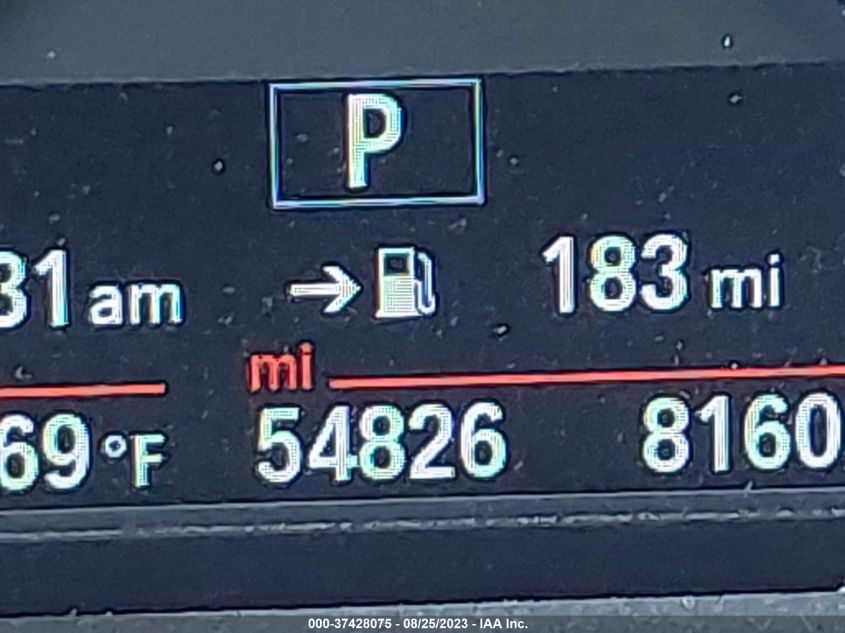 P
31 am → 183 mi
mi
69 °F 54826 8160
000-37428075 - 08/25/2023 - IAA Inc.